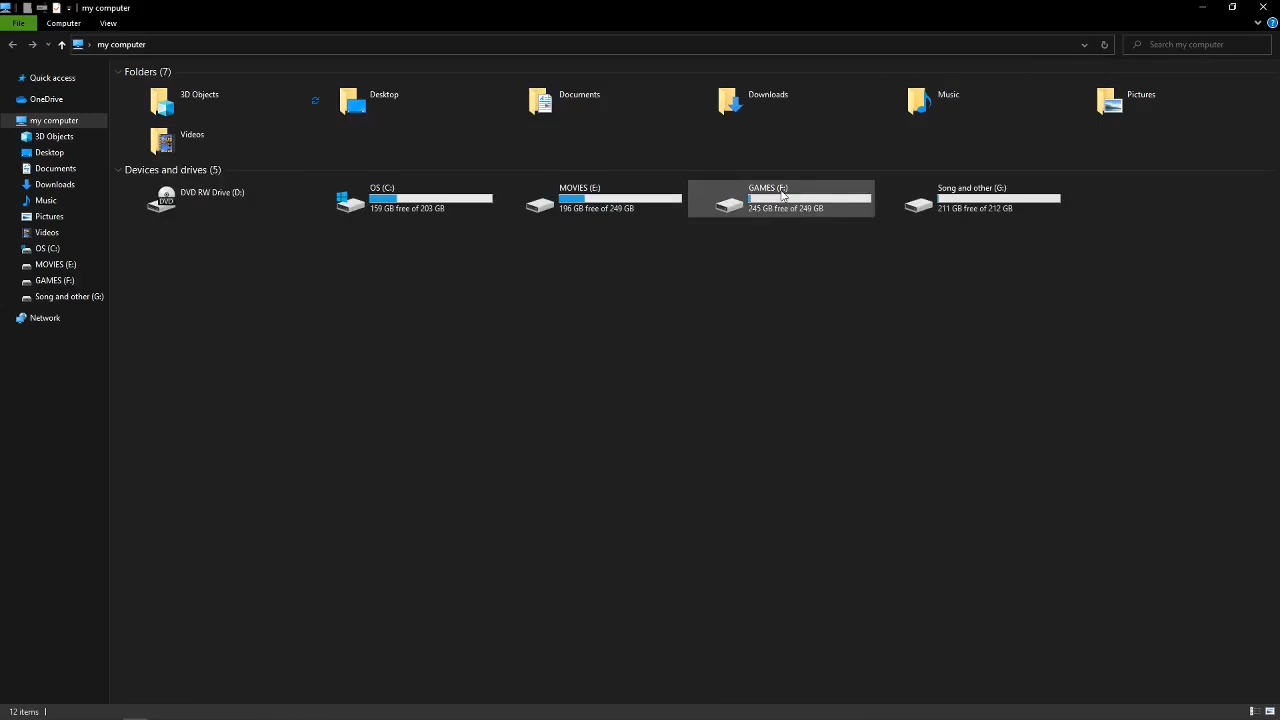 my computer
File Computer View
my computer
Search my computer
Quick access
OneDrive
my computer
3D Objects
Desktop
Documents
Downloads
Music
Pictures
Videos
OS (C:)
MOVIES (E:)
GAMES (F:)
Song and other (G:)
Network
Folders (7)
3D Objects
Desktop
Documents
Downloads
Music
Pictures
Videos
Devices and drives (5)
DVD
DVD RW Drive (D:)
OS (C:)
159 GB free of 203 GB
MOVIES (E:)
196 GB free of 249 GB
GAMES (F:)
245 GB free of 249 GB
Song and other (G:)
211 GB free of 212 GB
12 items